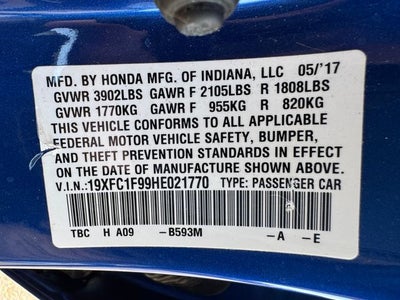 MFD. BY HONDA MFG. OF INDIANA, LLC 05/'17
GVWR 3902LBS GAWR F 2105LBS R 1808LBS
GVWR 1770KG GAWR F 955KG R 820KG
THIS VEHICLE CONFORMS TO ALL APPLICABLE
FEDERAL MOTOR VEHICLE SAFETY, BUMPER,
AND THEFT PREVENTION STANDARDS IN EFFECT
ON THE DATE OF MANUFACTURE SHOWN ABOVE.
V.I.N.:19XFC1F99HE021770 TYPE: PASSENGER CAR
TBC H A09 -B593M -A -E